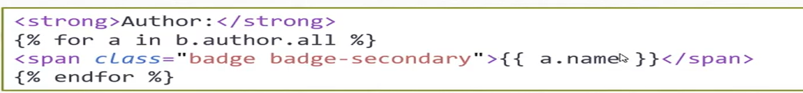 <strong>Author:</strong>
{% for a in b.author.all %}
<span class="badge badge-secondary">{{ a.name }}</span>
{% endfor %}